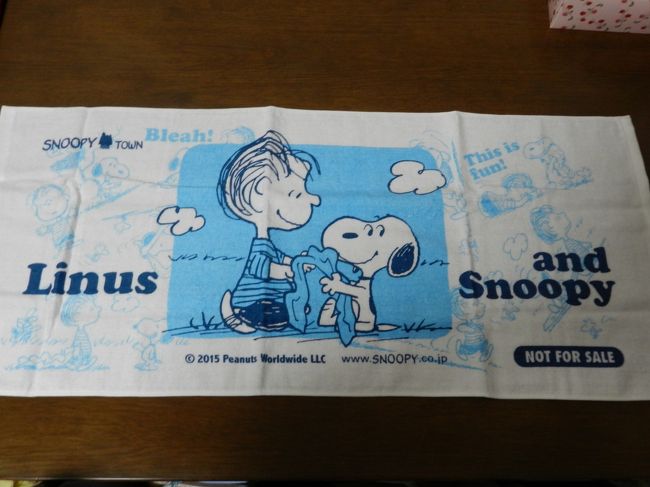 SNOOPY TOWN
Bleah!
This is
fun!
Linus
and
Snoopy
© 2015 Peanuts Worldwide LLC
www.SNOOPY.co.jp
NOT FOR SALE